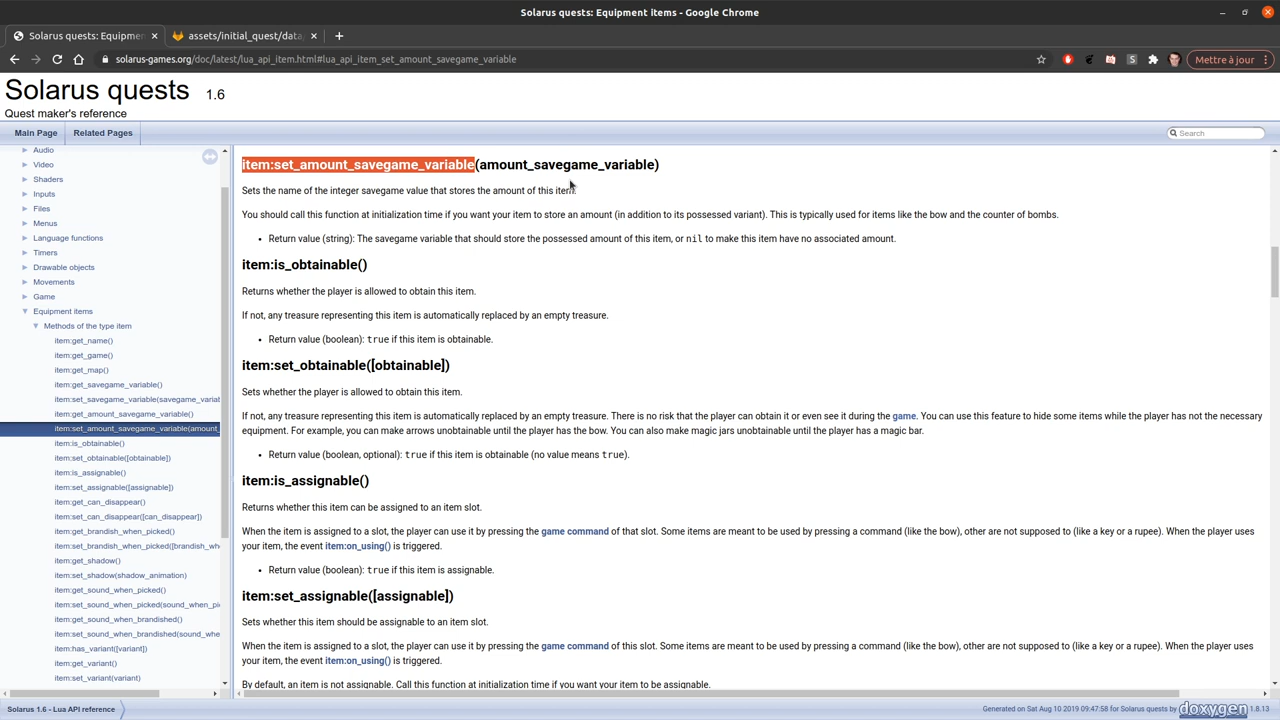 Solarus quests: Equipment items - Google Chrome
Solarus quests: Equipmen
assets/initial_quest/data/
solarus-games.org/doc/latest/lua_api_item.html#lua_api_item_set_amount_savegame_variable
Mettre à jour
Solarus quests 1.6
Quest maker's reference
Main Page
Related Pages
Search
Audio
Video
Shaders
Inputs
Files
Menus
Language functions
Timers
Drawable objects
Movements
Game
Equipment items
Methods of the type item
item:get_name()
item:get_game()
item:get_map()
item:get_savegame_variable()
item:set_savegame_variable(savegame_variab
item:get_amount_savegame_variable()
item:set_amount_savegame_variable(amount_
item:is_obtainable()
item:set_obtainable([obtainable])
item:is_assignable()
item:set_assignable([assignable])
item:get_can_disappear()
item:set_can_disappear([can_disappear])
item:get_brandish_when_picked()
item:set_brandish_when_picked([brandish_whe
item:get_shadow()
item:set_shadow(shadow_animation)
item:get_sound_when_picked()
item:set_sound_when_picked(sound_when_pi
item:get_sound_when_brandished()
item:set_sound_when_brandished(sound_whe
item:has_variant([variant])
item:get_variant()
item:set_variant(variant)
item:set_amount_savegame_variable(amount_savegame_variable)
Sets the name of the integer savegame value that stores the amount of this item.
You should call this function at initialization time if you want your item to store an amount (in addition to its possessed variant). This is typically used for items like the bow and the counter of bombs.
• Return value (string): The savegame variable that should store the possessed amount of this item, or nil to make this item have no associated amount.
item:is_obtainable()
Returns whether the player is allowed to obtain this item.
If not, any treasure representing this item is automatically replaced by an empty treasure.
• Return value (boolean): true if this item is obtainable.
item:set_obtainable([obtainable])
Sets whether the player is allowed to obtain this item.
If not, any treasure representing this item is automatically replaced by an empty treasure. There is no risk that the player can obtain it or even see it during the game. You can use this feature to hide some items while the player has not the necessary
equipment. For example, you can make arrows unobtainable until the player has the bow. You can also make magic jars unobtainable until the player has a magic bar.
• Return value (boolean, optional): true if this item is obtainable (no value means true).
item:is_assignable()
Returns whether this item can be assigned to an item slot.
When the item is assigned to a slot, the player can use it by pressing the game command of that slot. Some items are meant to be used by pressing a command (like the bow), other are not supposed to (like a key or a rupee). When the player uses
your item, the event item:on_using() is triggered.
• Return value (boolean): true if this item is assignable.
item:set_assignable([assignable])
Sets whether this item should be assignable to an item slot.
When the item is assigned to a slot, the player can use it by pressing the game command of this slot. Some items are meant to be used by pressing a command (like the bow), other are not supposed to (like a key or a rupee). When the player uses
your item, the event item:on_using() is triggered.
By default, an item is not assignable. Call this function at initialization time if you want your item to be assignable.
Solarus 1.6 - Lua API reference
Generated on Sat Aug 10 2019 09:47:58 for Solarus quests by doxygen 1.8.13